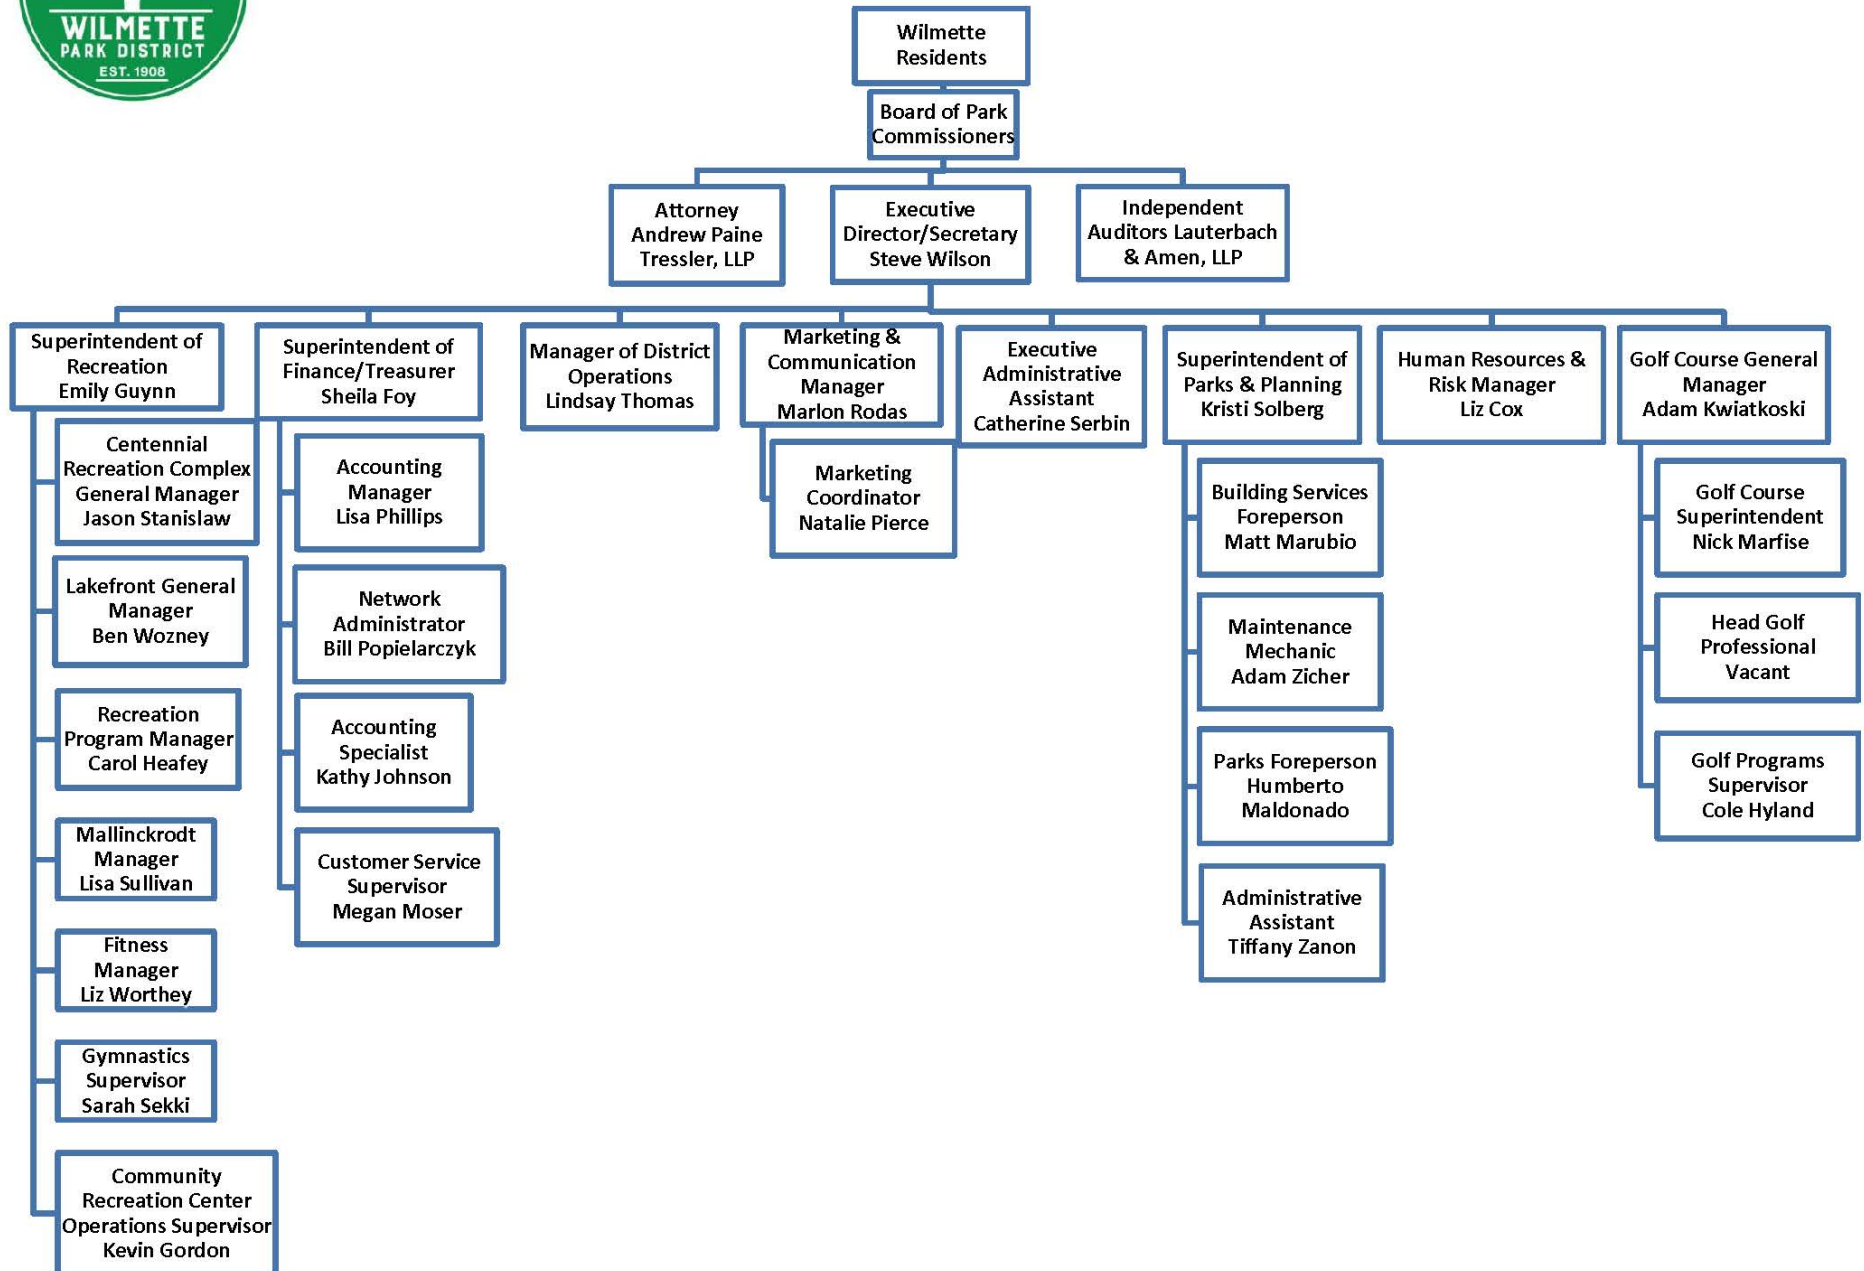 WILMETTE
PARK DISTRICT
EST. 1908
Wilmette
Residents
Board of Park
Commissioners
Attorney
Andrew Paine
Tressler, LLP
Executive
Director/Secretary
Steve Wilson
Independent
Auditors Lauterbach
& Amen, LLP
Superintendent of
Recreation
Emily Guynn
Superintendent of
Finance/Treasurer
Sheila Foy
Manager of District
Operations
Lindsay Thomas
Marketing &
Communication
Manager
Marlon Rodas
Executive
Administrative
Assistant
Catherine Serbin
Superintendent of
Parks & Planning
Kristi Solberg
Human Resources &
Risk Manager
Liz Cox
Golf Course General
Manager
Adam Kwiatkoski
Centennial
Recreation Complex
General Manager
Jason Stanislaw
Lakefront General
Manager
Ben Wozney
Recreation
Program Manager
Carol Heafey
Mallinckrodt
Manager
Lisa Sullivan
Fitness
Manager
Liz Worthey
Gymnastics
Supervisor
Sarah Sekki
Community
Recreation Center
Operations Supervisor
Kevin Gordon
Accounting
Manager
Lisa Phillips
Network
Administrator
Bill Popielarczyk
Accounting
Specialist
Kathy Johnson
Customer Service
Supervisor
Megan Moser
Marketing
Coordinator
Natalie Pierce
Building Services
Foreperson
Matt Marubio
Maintenance
Mechanic
Adam Zicher
Parks Foreperson
Humberto
Maldonado
Administrative
Assistant
Tiffany Zanon
Golf Course
Superintendent
Nick Marfise
Head Golf
Professional
Vacant
Golf Programs
Supervisor
Cole Hyland